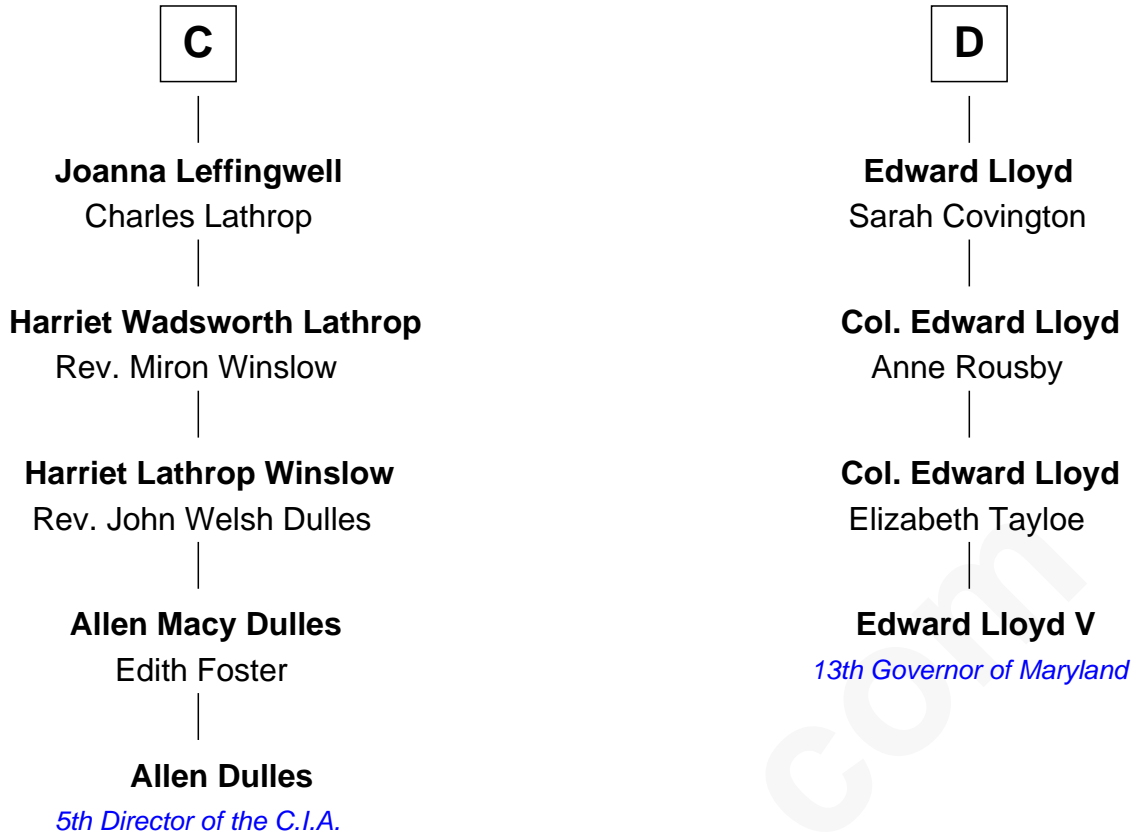 C
Joanna Leffingwell
Charles Lathrop
Harriet Wadsworth Lathrop
Rev. Miron Winslow
Harriet Lathrop Winslow
Rev. John Welsh Dulles
Allen Macy Dulles
Edith Foster
Allen Dulles
5th Director of the C.I.A.
D
Edward Lloyd
Sarah Covington
Col. Edward Lloyd
Anne Rousby
Col. Edward Lloyd
Elizabeth Tayloe
Edward Lloyd V
13th Governor of Maryland
com